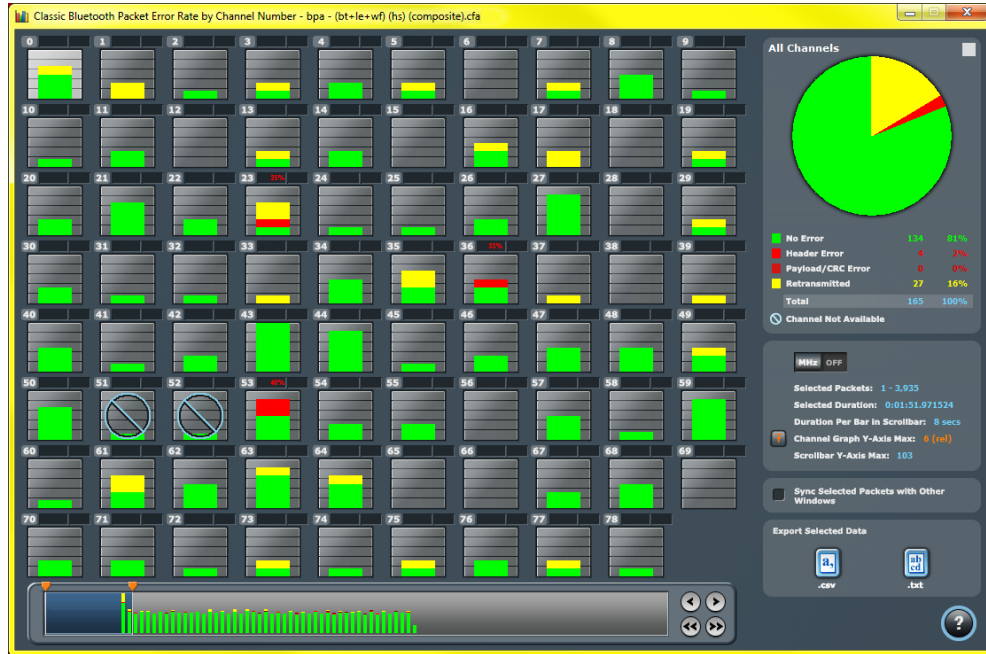 Classic Bluetooth Packet Error Rate by Channel Number - bpa - (bt+le+wf) (hs) (composite).cfa
0 1 2 3 4 5 6 7 8 9
10 11 12 13 14 15 16 17 18 19
20 21 22 23 24 25 26 27 28 29
30 31 32 33 34 35 36 37 38 39
40 41 42 43 44 45 46 47 48 49
50 51 52 53 40% 54 55 56 57 58 59
60 61 62 63 64 65 66 67 68 69
70 71 72 73 74 75 76 77 78
All Channels
No Error 134 81%
Header Error 4 2%
Payload/CRC Error 0 0%
Retransmitted 27 16%
Total 165 100%
Channel Not Available
MHz OFF
Selected Packets: 1 - 3,935
Selected Duration: 0:01:51.971524
Duration Per Bar in Scrollbar: 8 secs
Channel Graph Y-Axis Max: 6 (rel)
Scrollbar Y-Axis Max: 103
Sync Selected Packets with Other
Windows
Export Selected Data
a,
ab
cd
.csv .txt
?